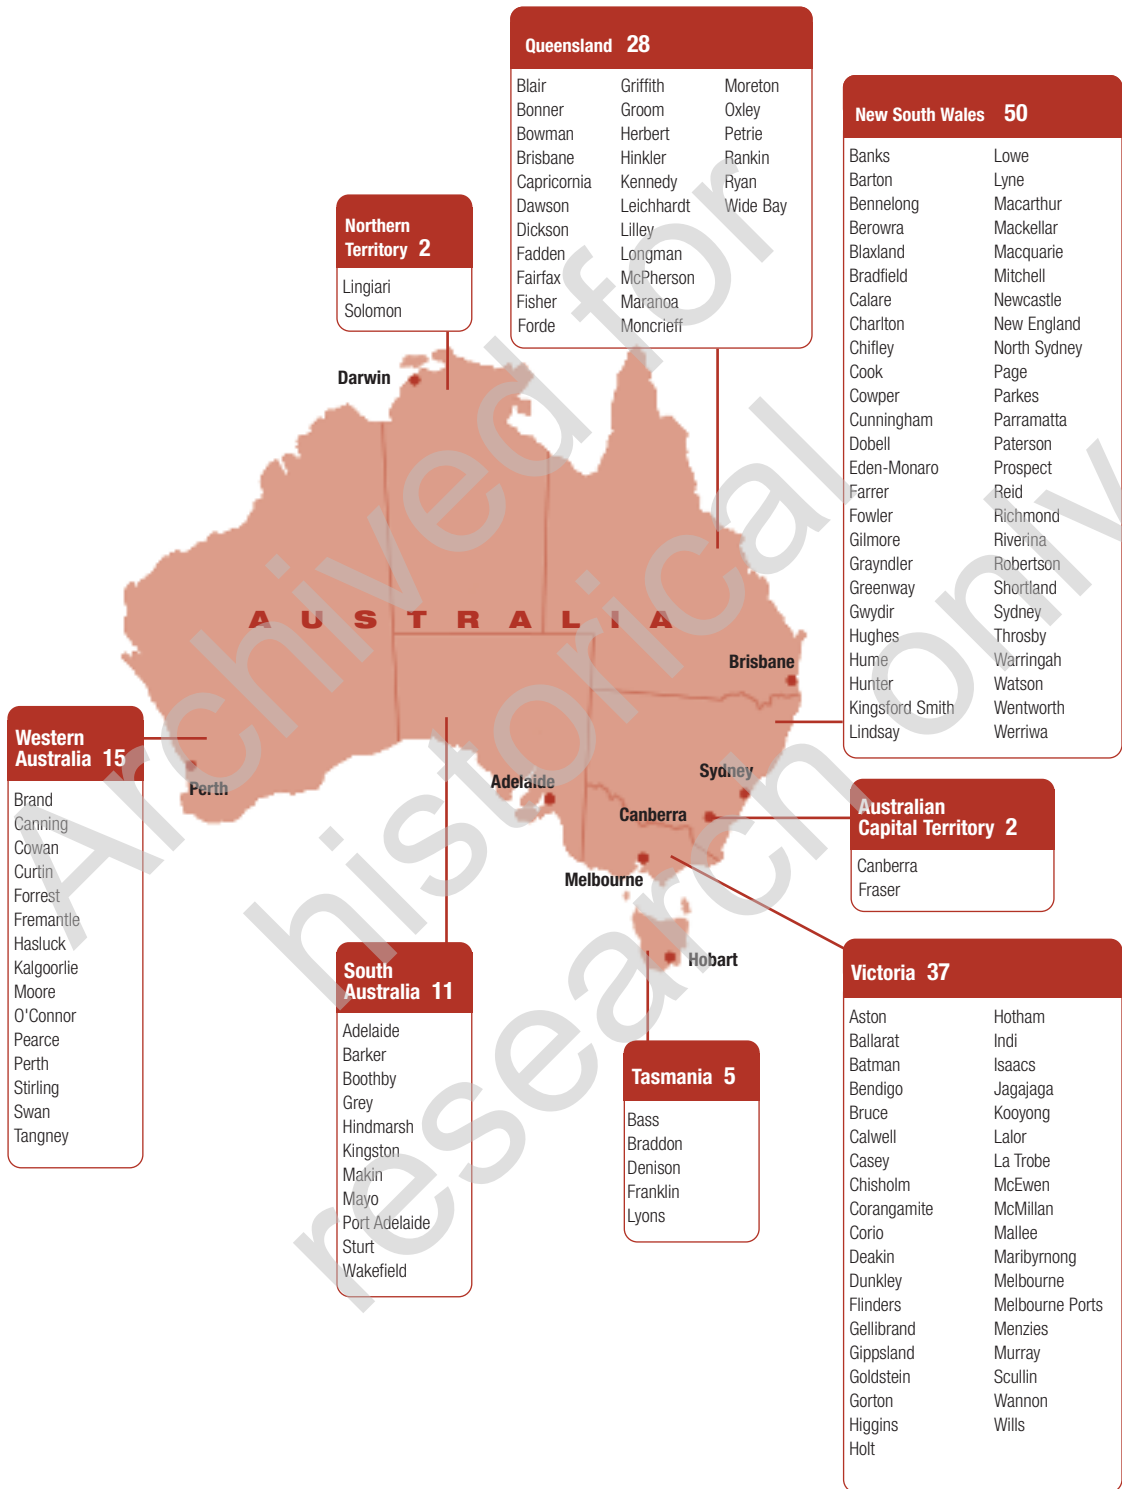 Queensland 28
Blair Griffith Moreton
Bonner Groom Oxley
Bowman Herbert Petrie
Brisbane Hinkler Rankin
Capricornia Kennedy Ryan
Dawson Leichhardt Wide Bay
Dickson Lilley
Fadden Longman
Fairfax McPherson
Fisher Maranoa
Forde Moncrieff
New South Wales 50
Banks Lowe
Barton Lyne
Bennelong Macarthur
Berowra Mackellar
Blaxland Macquarie
Bradfield Mitchell
Calare Newcastle
Charlton New England
Chifley North Sydney
Cook Page
Cowper Parkes
Cunningham Parramatta
Dobell Paterson
Eden-Monaro Prospect
Farrer Reid
Fowler Richmond
Gilmore Riverina
Grayndler Robertson
Greenway Shortland
Gwydir Sydney
Hughes Throsby
Hume Warringah
Hunter Watson
Kingsford Smith Wentworth
Lindsay Werriwa
Northern
Territory 2
Lingiari
Solomon
Darwin
AUSTRALIA
Brisbane
Perth
Adelaide
Sydney
Canberra
Melbourne
Hobart
Western
Australia 15
Brand
Canning
Cowan
Curtin
Forrest
Fremantle
Hasluck
Kalgoorlie
Moore
O'Connor
Pearce
Perth
Stirling
Swan
Tangney
Australian
Capital Territory 2
Canberra
Fraser
South
Australia 11
Adelaide
Barker
Boothby
Grey
Hindmarsh
Kingston
Makin
Mayo
Port Adelaide
Sturt
Wakefield
Tasmania 5
Bass
Braddon
Denison
Franklin
Lyons
Victoria 37
Aston Hotham
Ballarat Indi
Batman Isaacs
Bendigo Jagajaga
Bruce Kooyong
Calwell Lalor
Casey La Trobe
Chisholm McEwen
Corangamite McMillan
Corio Mallee
Deakin Maribyrnong
Dunkley Melbourne
Flinders Melbourne Ports
Gellibrand Menzies
Gippsland Murray
Goldstein Scullin
Gorton Wannon
Higgins Wills
Holt
Archived for
historical
research only